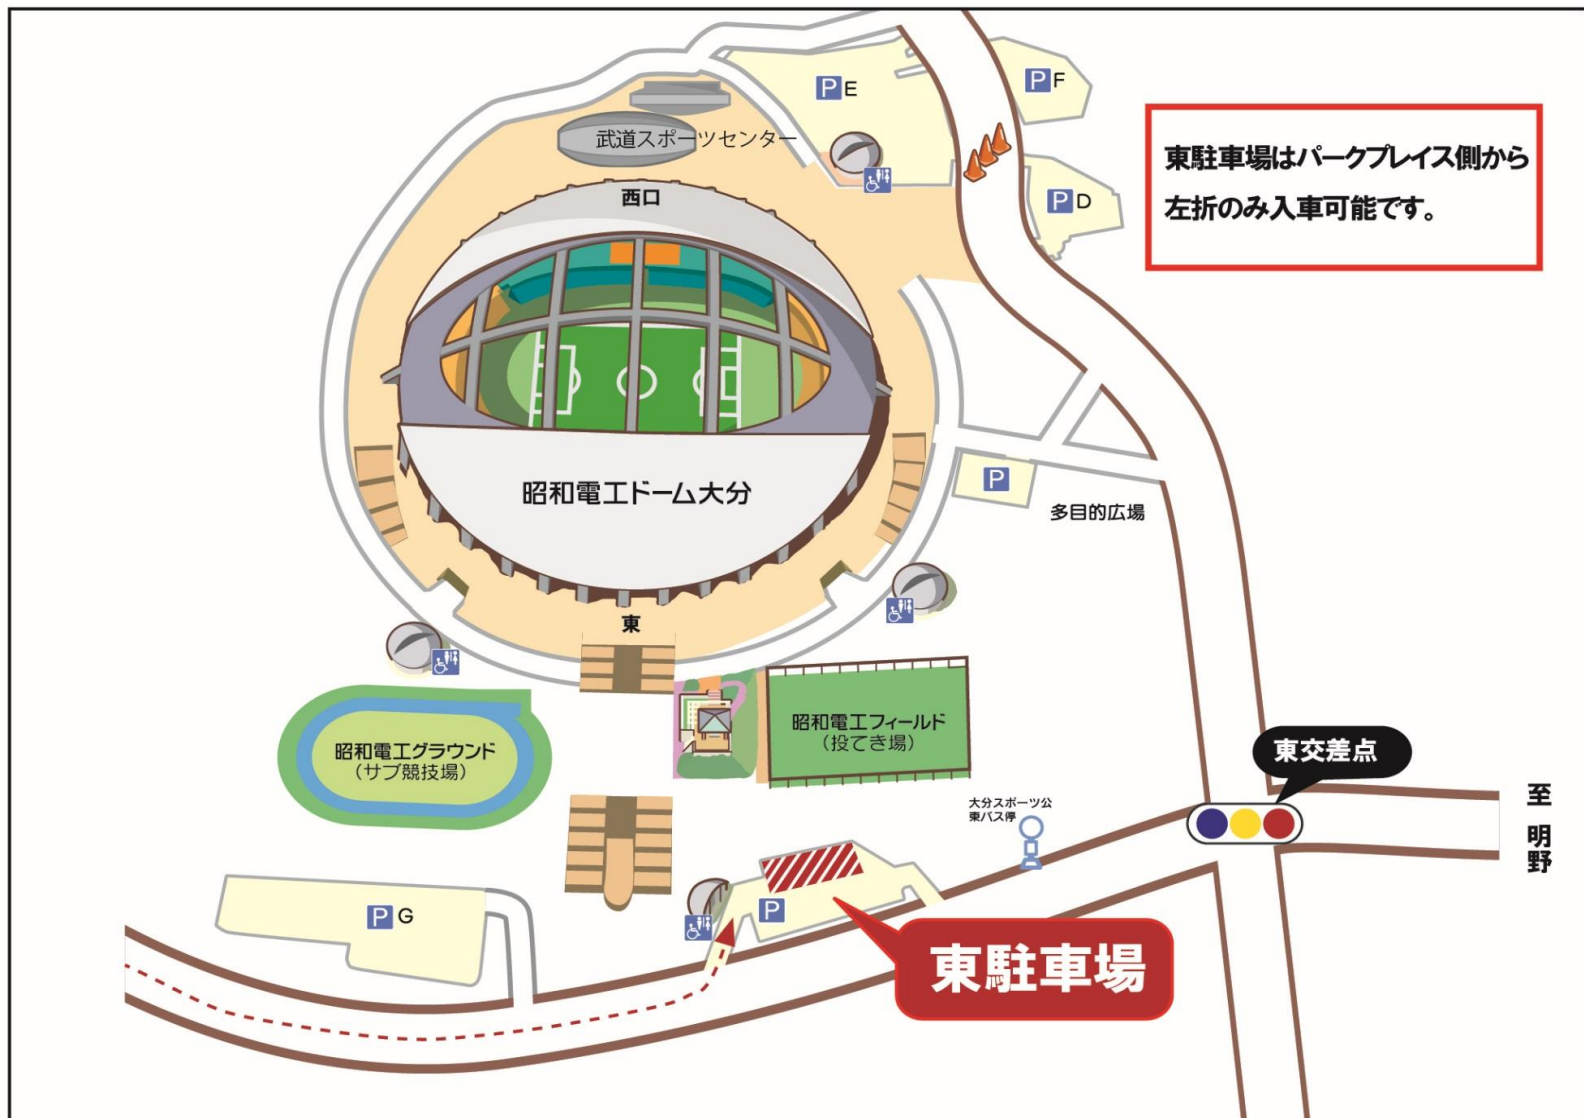 P E
P F
武道スポーツセンター
東駐車場はパークプレイス側から
左折のみ入車可能です。
西口
P D
昭和電工ドーム大分
P
多目的広場
東
昭和電工フィールド
(投てき場)
昭和電工グラウンド
(サブ競技場)
東交差点
至 明野
大分スポーツ公
東バス停
P G
P
東駐車場